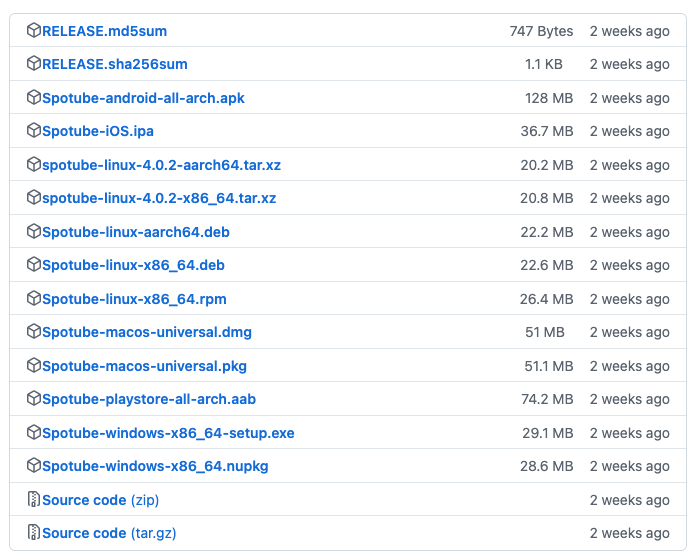 RELEASE.md5sum 747 Bytes 2 weeks ago
RELEASE.sha256sum 1.1 KB 2 weeks ago
Spotube-android-all-arch.apk 128 MB 2 weeks ago
Spotube-iOS.ipa 36.7 MB 2 weeks ago
spotube-linux-4.0.2-aarch64.tar.xz 20.2 MB 2 weeks ago
spotube-linux-4.0.2-x86_64.tar.xz 20.8 MB 2 weeks ago
Spotube-linux-aarch64.deb 22.2 MB 2 weeks ago
Spotube-linux-x86_64.deb 22.6 MB 2 weeks ago
Spotube-linux-x86_64.rpm 26.4 MB 2 weeks ago
Spotube-macos-universal.dmg 51 MB 2 weeks ago
Spotube-macos-universal.pkg 51.1 MB 2 weeks ago
Spotube-playstore-all-arch.aab 74.2 MB 2 weeks ago
Spotube-windows-x86_64-setup.exe 29.1 MB 2 weeks ago
Spotube-windows-x86_64.nupkg 28.6 MB 2 weeks ago
Source code (zip) 2 weeks ago
Source code (tar.gz) 2 weeks ago